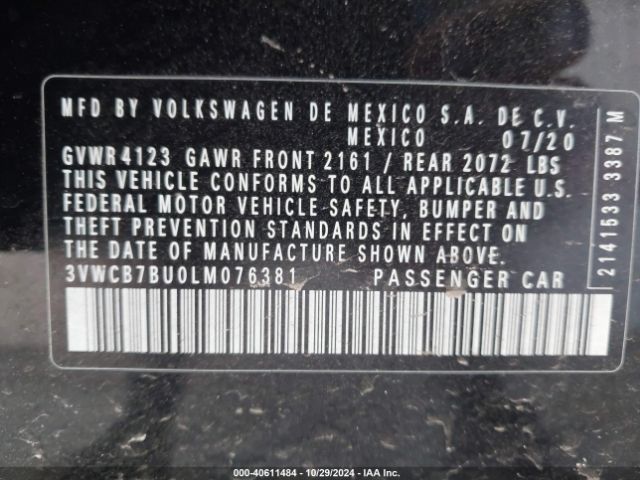 MFD BY VOLKSWAGEN DE MEXICO S.A. DE C.V.
MEXICO 07/20
GVWR 4123 GAWR FRONT 2161 / REAR 2072 LBS
THIS VEHICLE CONFORMS TO ALL APPLICABLE U.S.
FEDERAL MOTOR VEHICLE SAFETY, BUMPER AND
THEFT PREVENTION STANDARDS IN EFFECT ON
THE DATE OF MANUFACTURE SHOWN ABOVE.
3VWCB7BU0LM076381 PASSENGER CAR
2141533 3387 M
000-40611484 - 10/29/2024 - IAA Inc.